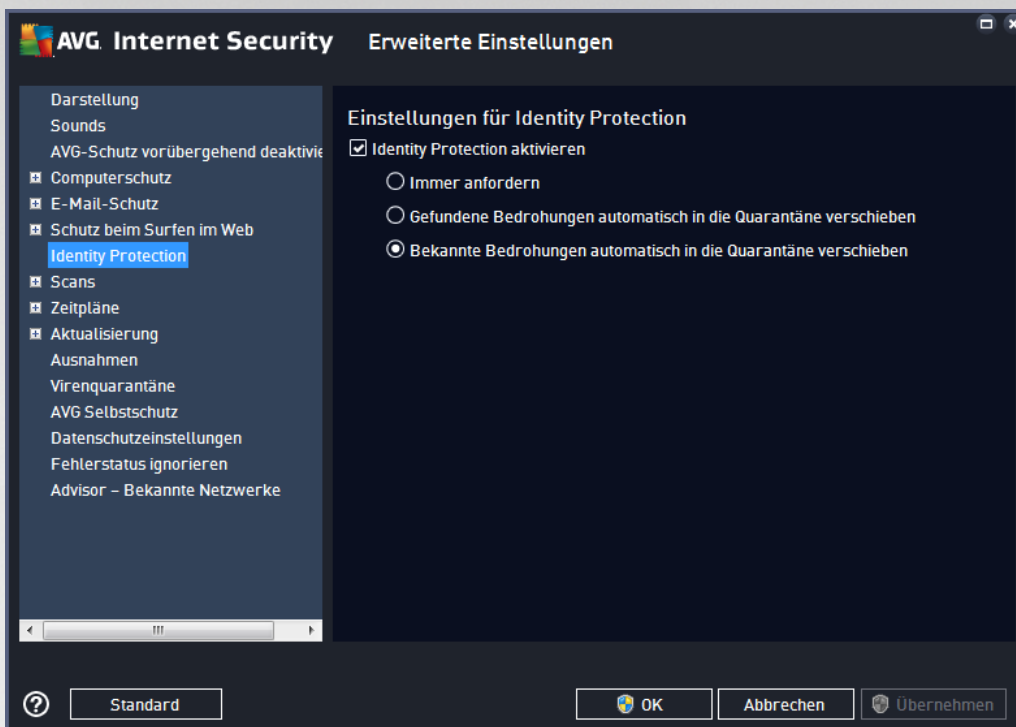 AVG Internet Security Erweiterte Einstellungen
Darstellung
Sounds
AVG-Schutz vorübergehend deaktivie
Computerschutz
E-Mail-Schutz
Schutz beim Surfen im Web
Identity Protection
Scans
Zeitpläne
Aktualisierung
Ausnahmen
Virenquarantäne
AVG Selbstschutz
Datenschutzeinstellungen
Fehlerstatus ignorieren
Advisor – Bekannte Netzwerke
Einstellungen für Identity Protection
Identity Protection aktivieren
Immer anfordern
Gefundene Bedrohungen automatisch in die Quarantäne verschieben
Bekannte Bedrohungen automatisch in die Quarantäne verschieben
? Standard OK Abbrechen Übernehmen